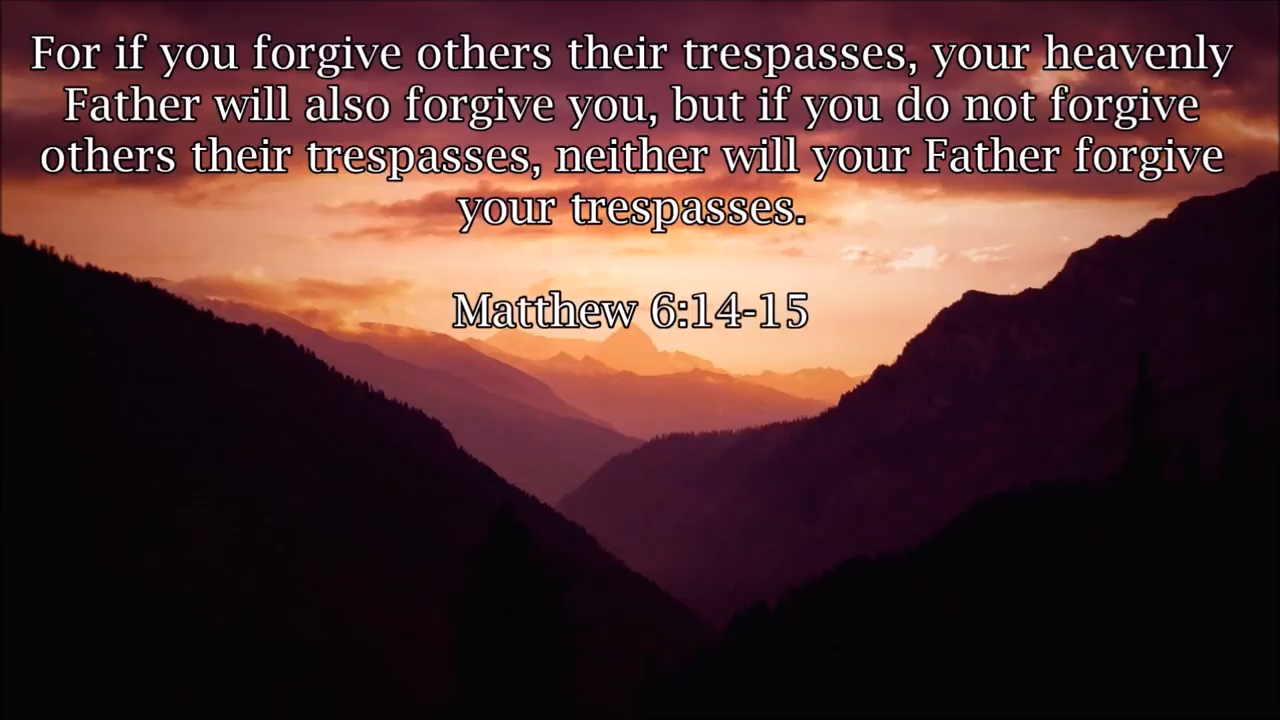 For if you forgive others their trespasses, your heavenly
Father will also forgive you, but if you do not forgive
others their trespasses, neither will your Father forgive
your trespasses.
Matthew 6:14-15